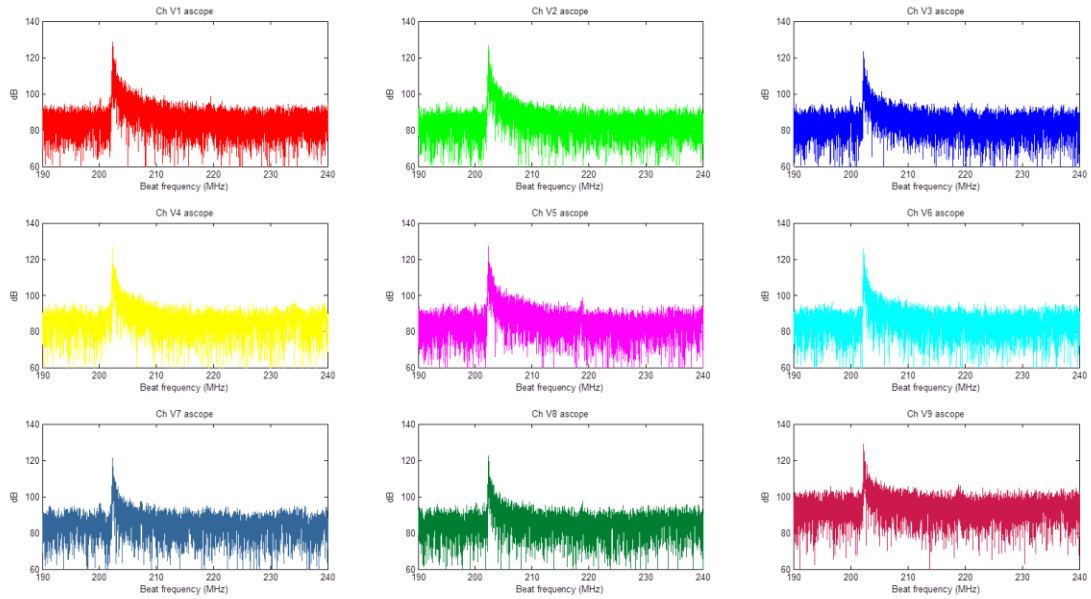 Ch V1 ascope
140
120
100
80
60
dB
190 200 210 220 230 240
Beat frequency (MHz)
Ch V2 ascope
140
120
100
80
60
dB
190 200 210 220 230 240
Beat frequency (MHz)
Ch V3 ascope
140
120
100
80
60
dB
190 200 210 220 230 240
Beat frequency (MHz)
Ch V4 ascope
140
120
100
80
60
dB
190 200 210 220 230 240
Beat frequency (MHz)
Ch V5 ascope
140
120
100
80
60
dB
190 200 210 220 230 240
Beat frequency (MHz)
Ch V6 ascope
140
120
100
80
60
dB
190 200 210 220 230 240
Beat frequency (MHz)
Ch V7 ascope
140
120
100
80
60
dB
190 200 210 220 230 240
Beat frequency (MHz)
Ch V8 ascope
140
120
100
80
60
dB
190 200 210 220 230 240
Beat frequency (MHz)
Ch V9 ascope
140
120
100
80
60
dB
190 200 210 220 230 240
Beat frequency (MHz)